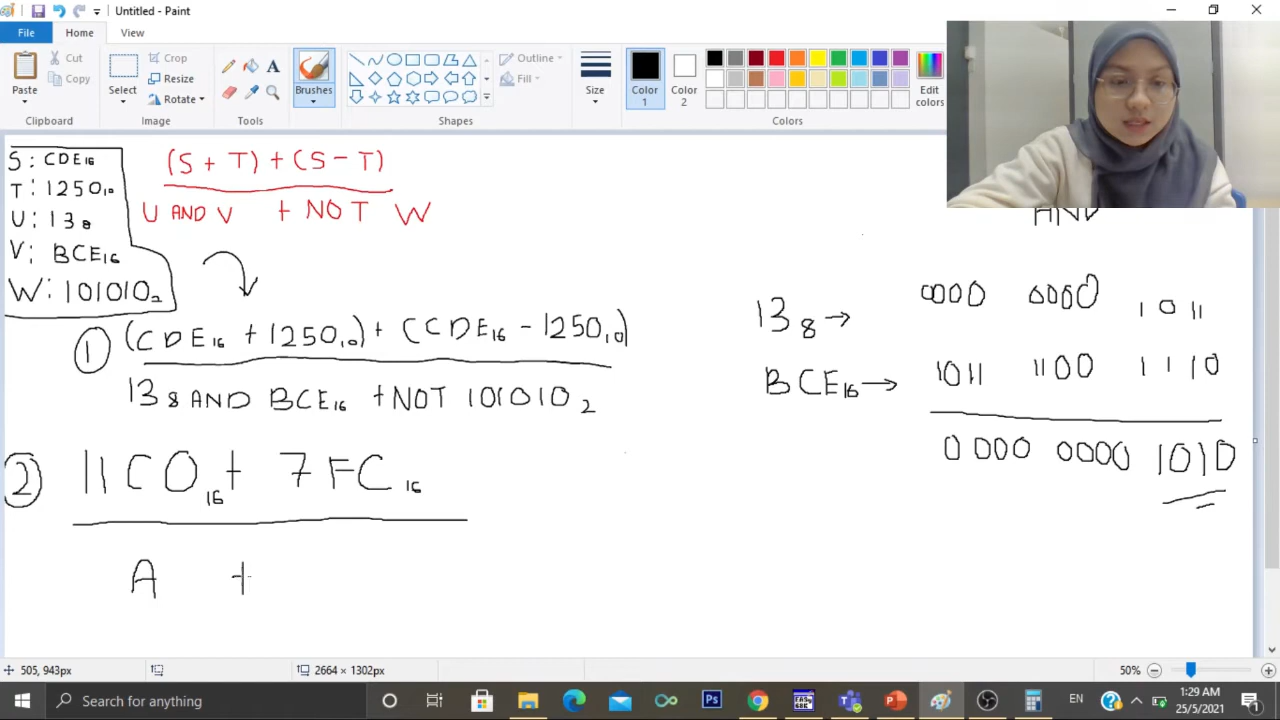 Untitled - Paint
File Home View
Paste Cut Copy
Select Crop Resize Rotate
Brushes
Outline Fill
Size
Color 1 Color 2
Edit colors
Clipboard Image Tools Shapes Colors
S: CDE16
T: 125010
U: 138
V: BCE16
W: 1010102
(S + T) + (S - T)
U AND V + NOT W
AND
1 (CDE16 + 125010) + (CDE16 - 125010)
138 AND BCE16 + NOT 1010102
138 → 0000 0000 1011
BCE16 → 1011 1100 1110
0000 0000 1010
2 11C016 + 7FC16
A +
505, 943px 2664 × 1302px 50%
Search for anything
Ps
EN
1:29 AM
25/5/2021